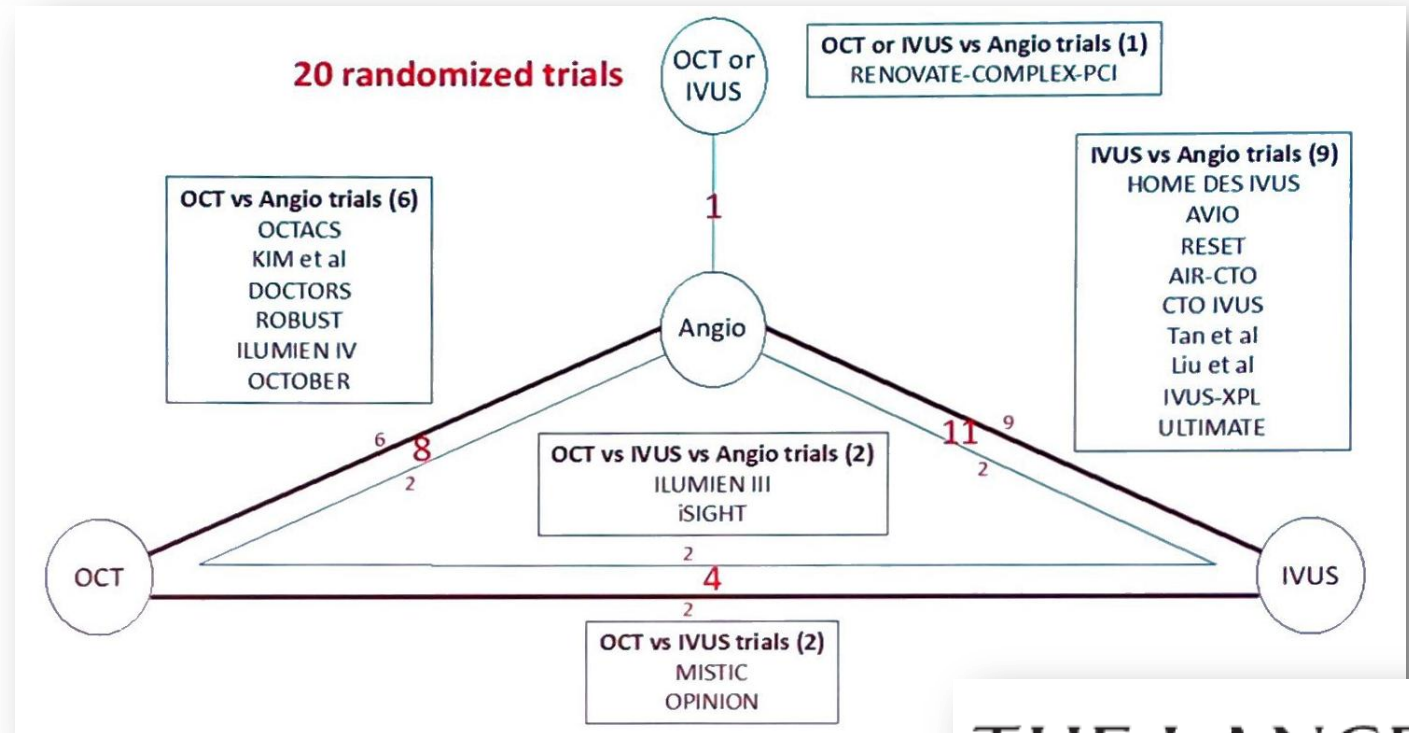 20 randomized trials
OCT or
IVUS
OCT or IVUS vs Angio trials (1)
RENOVATE-COMPLEX-PCI
OCT vs Angio trials (6)
OCTACS
KIM et al
DOCTORS
ROBUST
ILUMIEN IV
OCTOBER
1
IVUS vs Angio trials (9)
HOME DES IVUS
AVIO
RESET
AIR-CTO
CTO IVUS
Tan et al
Liu et al
IVUS-XPL
ULTIMATE
Angio
6
8
2
9
11
2
OCT vs IVUS vs Angio trials (2)
ILUMIEN III
iSIGHT
OCT
2
4
2
IVUS
OCT vs IVUS trials (2)
MISTIC
OPINION